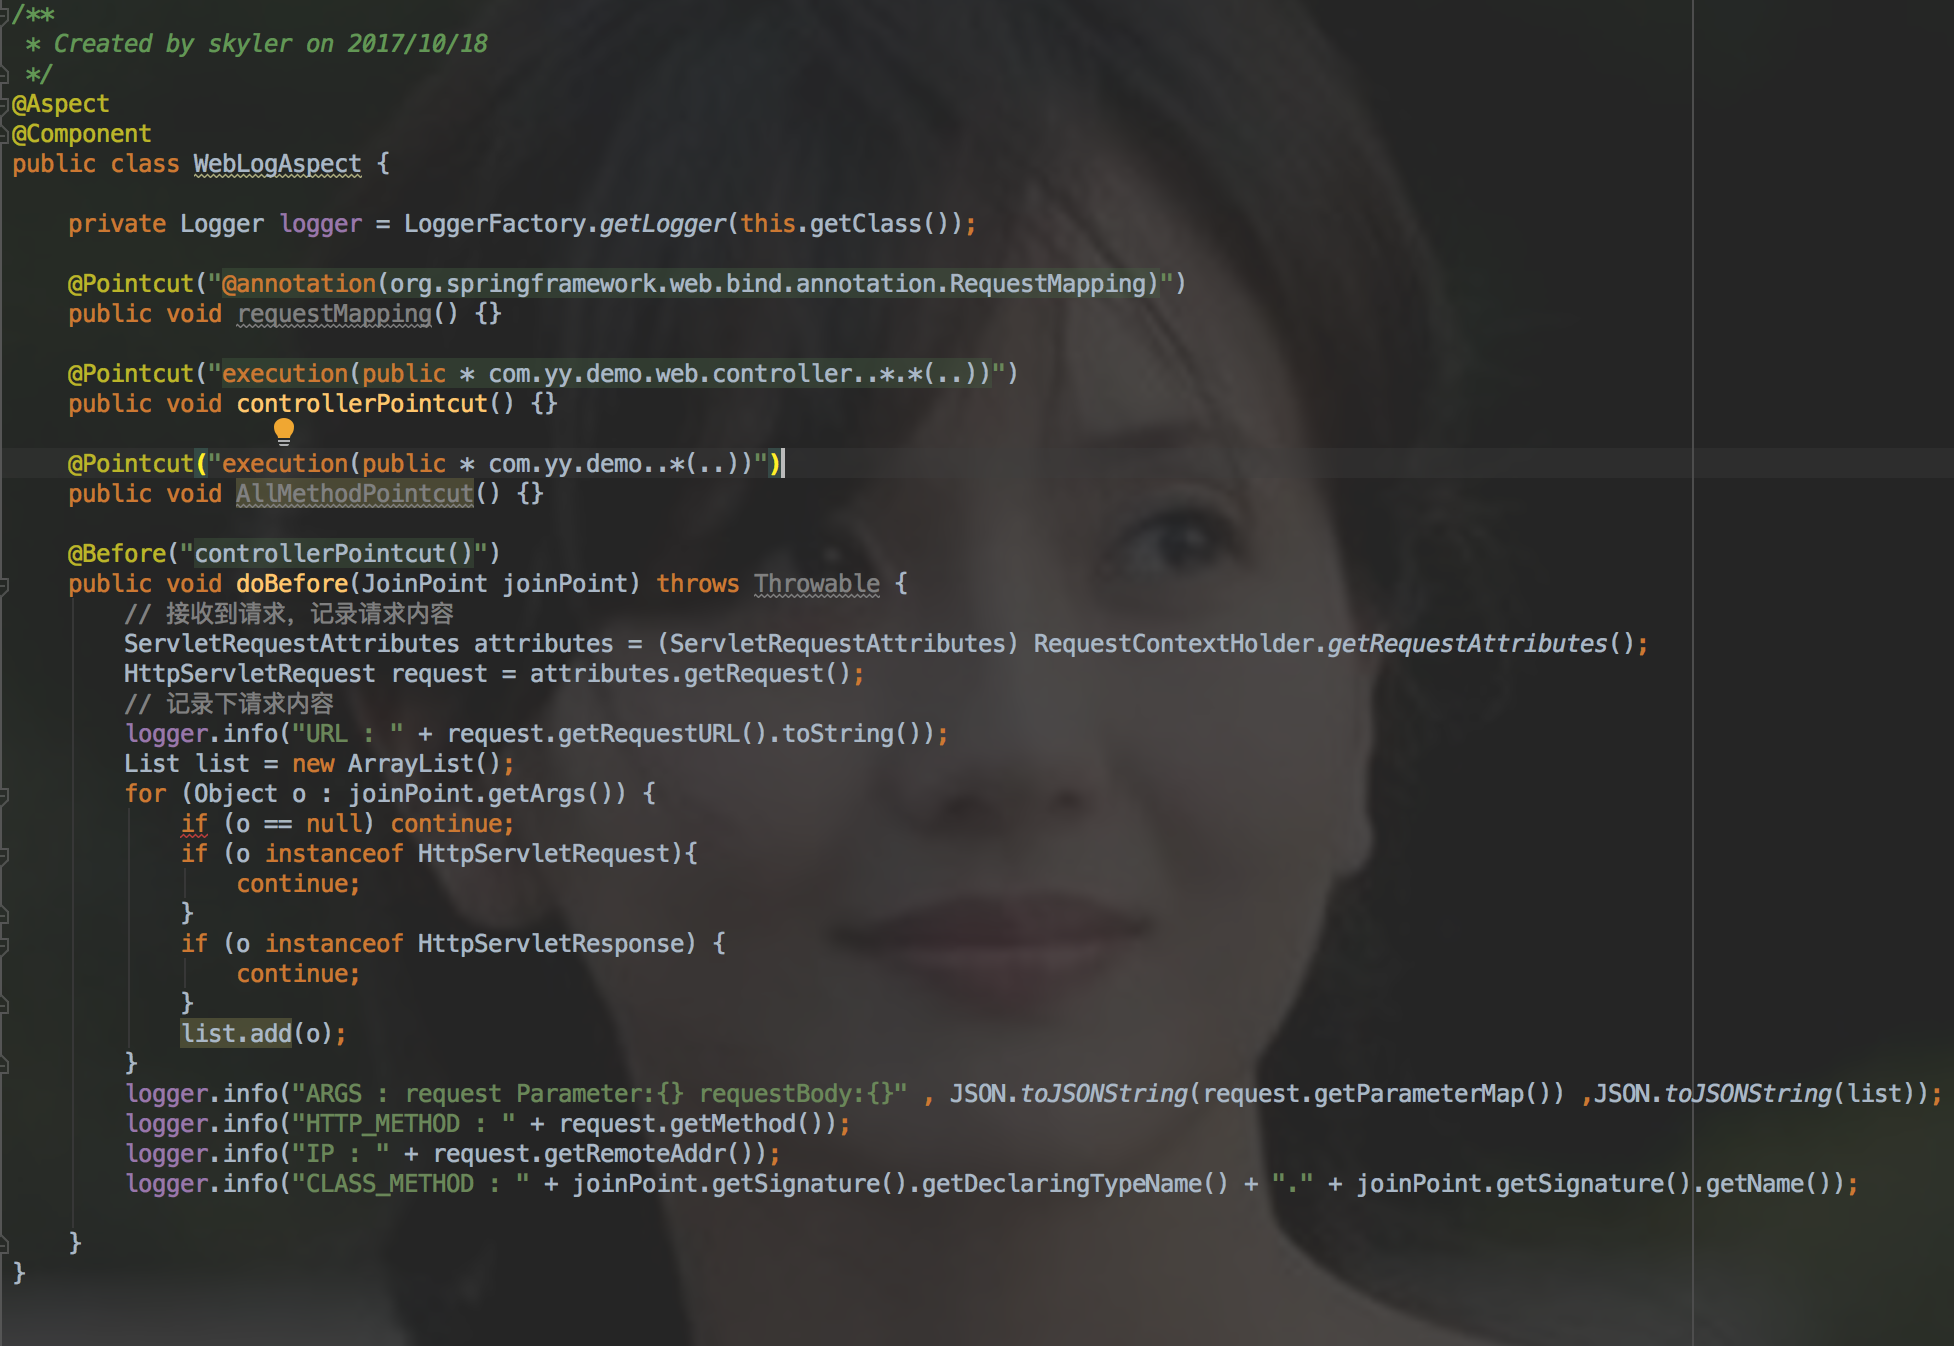 /**
 * Created by skyler on 2017/10/18
 */
@Aspect
@Component
public class WebLogAspect {
    private Logger logger = LoggerFactory.getLogger(this.getClass());
    @Pointcut("@annotation(org.springframework.web.bind.annotation.RequestMapping)")
    public void requestMapping() {}
    @Pointcut("execution(public * com.yy.demo.web.controller..*.*(..))")
    public void controllerPointcut() {}
    @Pointcut("execution(public * com.yy.demo..*(..))")
    public void AllMethodPointcut() {}
    @Before("controllerPointcut()")
    public void doBefore(JoinPoint joinPoint) throws Throwable {
        // 接收到请求，记录请求内容
        ServletRequestAttributes attributes = (ServletRequestAttributes) RequestContextHolder.getRequestAttributes();
        HttpServletRequest request = attributes.getRequest();
        // 记录下请求内容
        logger.info("URL : " + request.getRequestURL().toString());
        List list = new ArrayList();
        for (Object o : joinPoint.getArgs()) {
            if (o == null) continue;
            if (o instanceof HttpServletRequest){
                continue;
            }
            if (o instanceof HttpServletResponse) {
                continue;
            }
            list.add(o);
        }
        logger.info("ARGS : request Parameter:{} requestBody:{}" , JSON.toJSONString(request.getParameterMap()) ,JSON.toJSONString(list));
        logger.info("HTTP_METHOD : " + request.getMethod());
        logger.info("IP : " + request.getRemoteAddr());
        logger.info("CLASS_METHOD : " + joinPoint.getSignature().getDeclaringTypeName() + "." + joinPoint.getSignature().getName());
    }
}